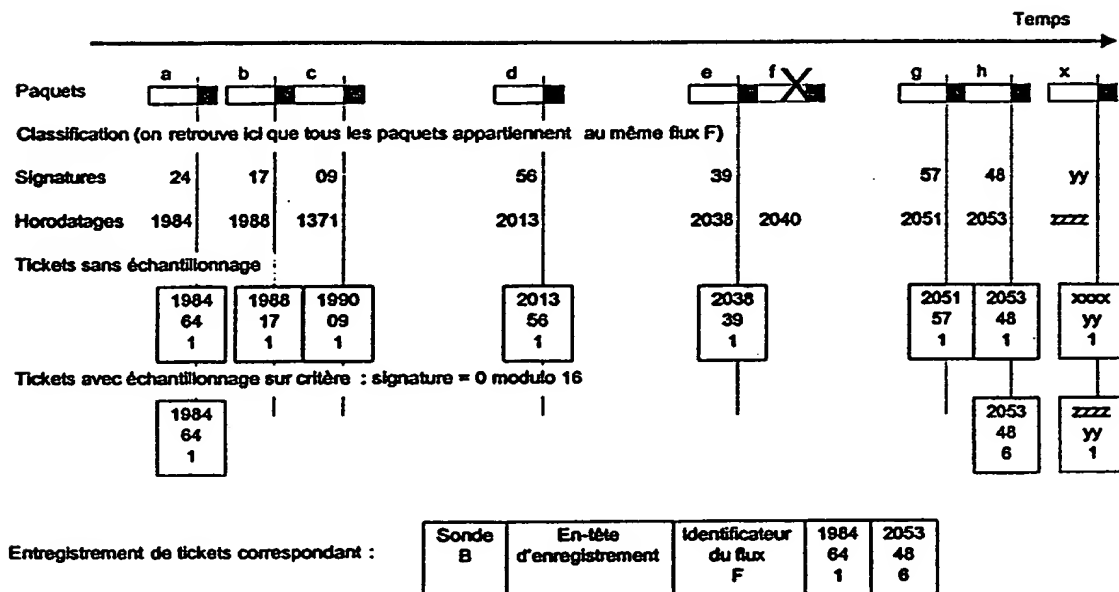 Temps
a b c d e f g h x
Paquets
Classification (on retrouve ici que tous les paquets appartiennent au même flux F)
Signatures 24 17 09 56 39 57 48 yy
Horodatages 1984 1988 1371 2013 2038 2040 2051 2053 zzzz
Tickets sans échantillonnage
1984 1988 1990 2013 2038 2051 2053 xxxx
64 17 09 56 39 57 48 yy
1 1 1 1 1 1 1 1
Tickets avec échantillonnage sur critère : signature = 0 modulo 16
1984 2053 zzzz
64 48 yy
1 6 1
Sonde En-tête Identificateur 1984 2053
Entregistrement de tickets correspondant : B d'enregistrement du flux 64 48
F 1 6